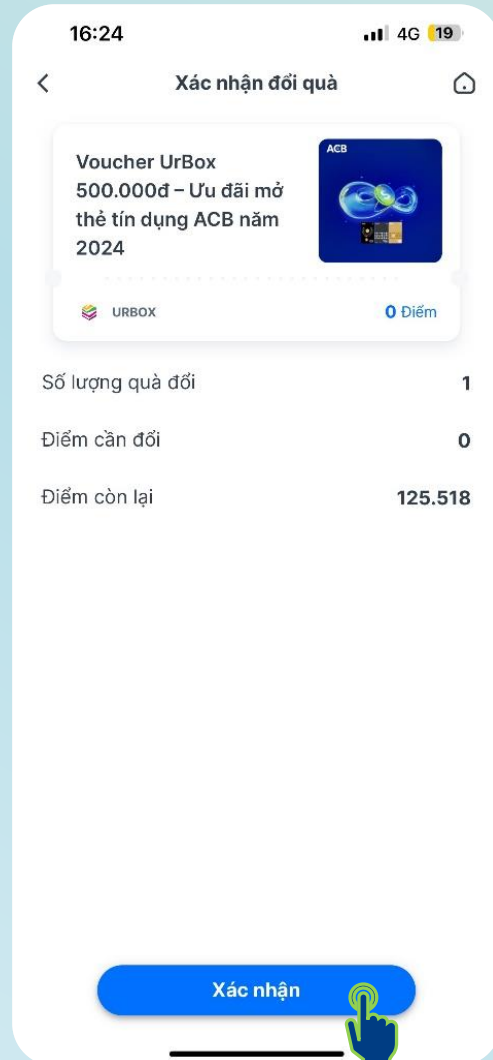 16:24
4G 19
Xác nhận đổi quà
Voucher UrBox
500.000đ – Ưu đãi mở
thẻ tín dụng ACB năm
2024
ACB
URBOX
0 Điểm
Số lượng quà đổi 1
Điểm cần đổi 0
Điểm còn lại 125.518
Xác nhận